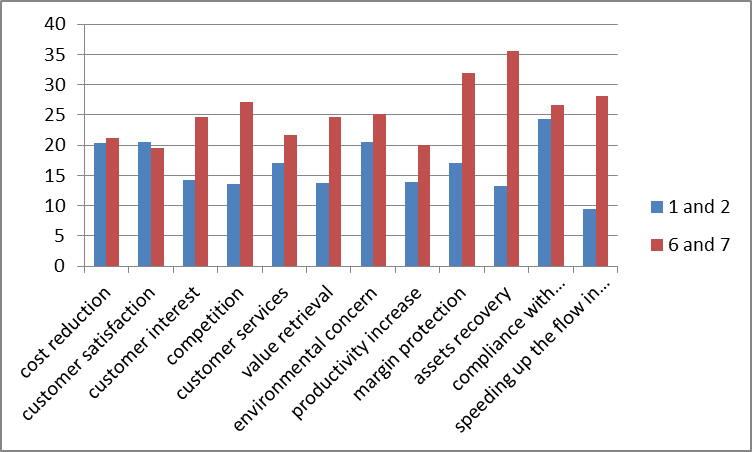 40
35
30
25
20
15
10
5
0
cost reduction
customer satisfaction
customer interest
competition
customer services
value retrieval
environmental concern
productivity increase
margin protection
assets recovery
compliance with...
speeding up the flow in...
1 and 2
6 and 7